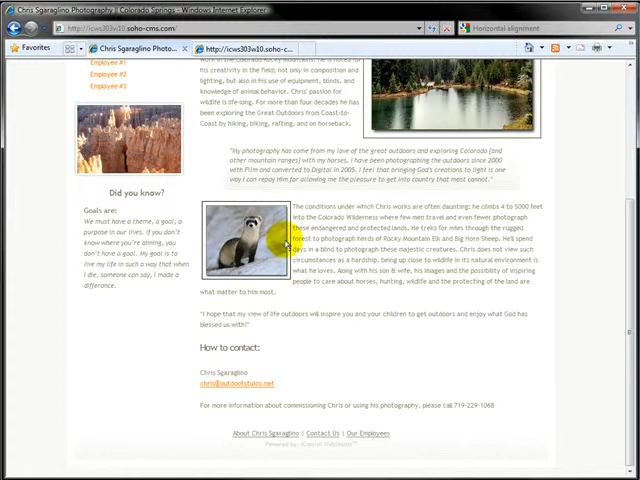 Chris Sgaraglino Photography | Colorado Springs - Windows Internet Explorer
http://icws303w10.soho-cms.com/
Horizontal alignment
Favorites
Chris Sgaraglino Photography...
http://icws303w10.soho-c...
Employee #1
Employee #2
Employee #3
work in the Colorado Rocky Mountains. He is noted for
his creativity in the field; not only in composition and
lighting, but also in his use of equipment, blinds, and
knowledge of animal behavior. Chris' passion for
wildlife is life-long. For more than four decades he has
been exploring the Great Outdoors from Coast-to-
Coast by hiking, biking, rafting, and on horseback.
"My photography has come from my love of the great outdoors and exploring Colorado [and
other mountain ranges] with my horses. I have been photographing the outdoors since 2000
with Film and converted to Digital in 2005. I feel that bringing God's creations to light is one
way I can repay Him for allowing me the pleasure to get into country that most cannot."
Did you know?
Goals are:
We must have a theme, a goal, a
purpose in our lives. If you don't
know where you're aiming, you
don't have a goal. My goal is to
live my life in such a way that when
I die, someone can say, I made a
difference.
The conditions under which Chris works are often daunting: he climbs 4 to 5000 feet
into the Colorado Wilderness where few men travel and even fewer photograph
these endangered and protected lands. He treks for miles through the rugged
forest to photograph herds of Rocky Mountain Elk and Big Horn Sheep. He'll spend
days in a blind to photograph these majestic creatures. Chris does not view such
circumstances as a hardship, being up close to wildlife in its natural environment is
what he loves. Along with his son & wife, his images and the possibility of inspiring
people to care about horses, hunting, wildlife and the protecting of the land are
what matter to him most.
"I hope that my view of life outdoors will inspire you and your children to get outdoors and enjoy what God has
blessed us with!"
How to contact:
Chris Sgaraglino
chris@outdoorstuios.net
For more information about commissioning Chris or using his photography, please call 719-229-1068
About Chris Sgaraglino | Contact Us | Our Employees
Powered by - iControl WebStudio™